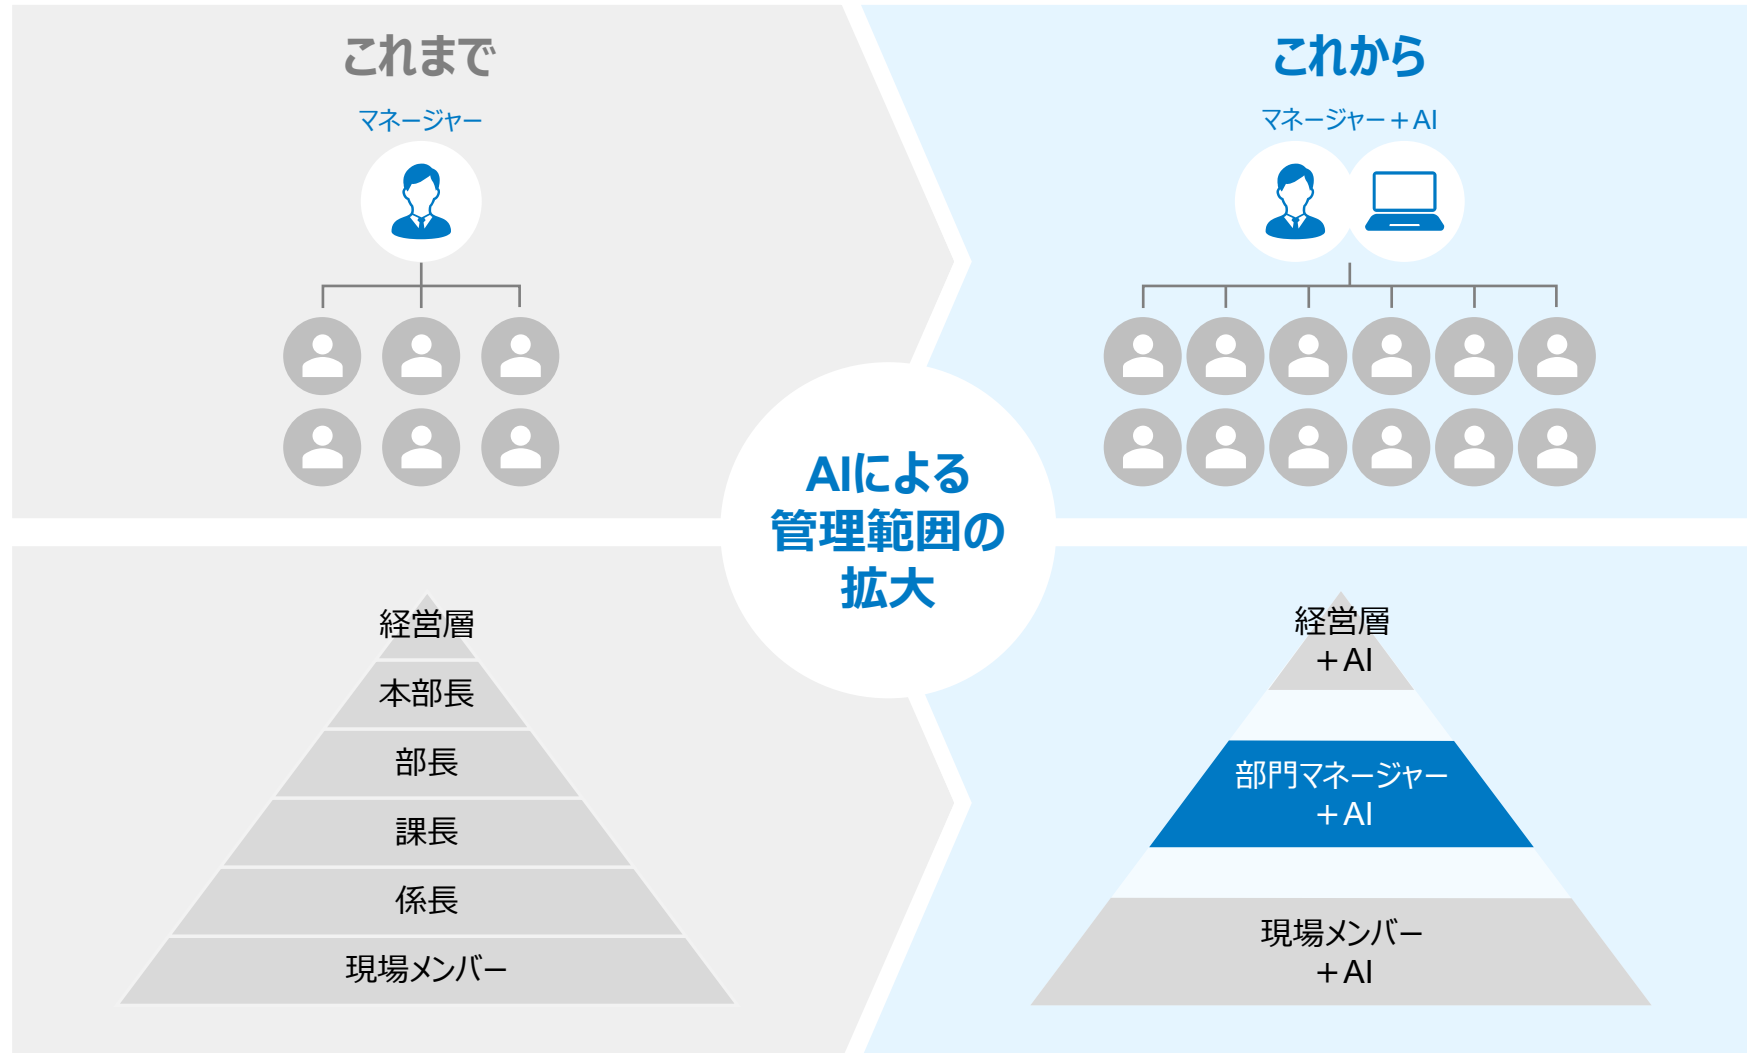 これまで
マネージャー
これから
マネージャー＋AI
AIによる
管理範囲の
拡大
経営層
本部長
部長
課長
係長
現場メンバー
経営層
＋AI
部門マネージャー
＋AI
現場メンバー
＋AI